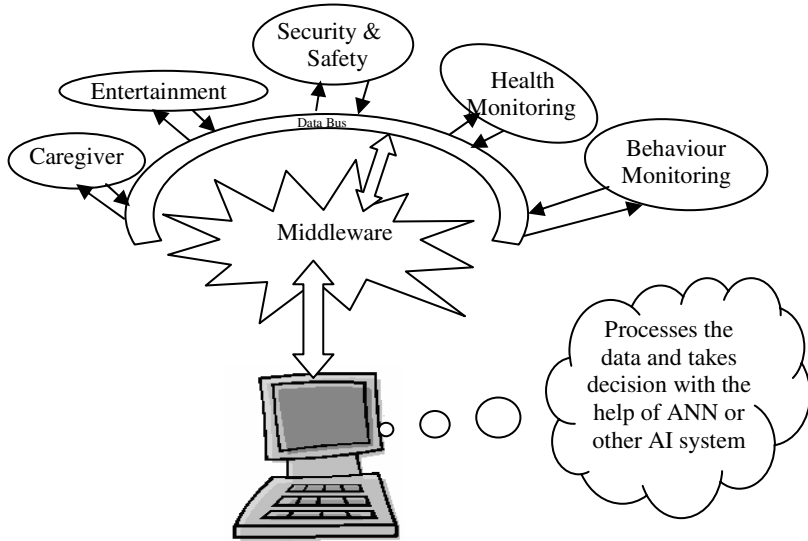 Security &
Safety
Entertainment
Health
Monitoring
Data Bus
Caregiver
Behaviour
Monitoring
Middleware
Processes the
data and takes
decision with the
help of ANN or
other AI system